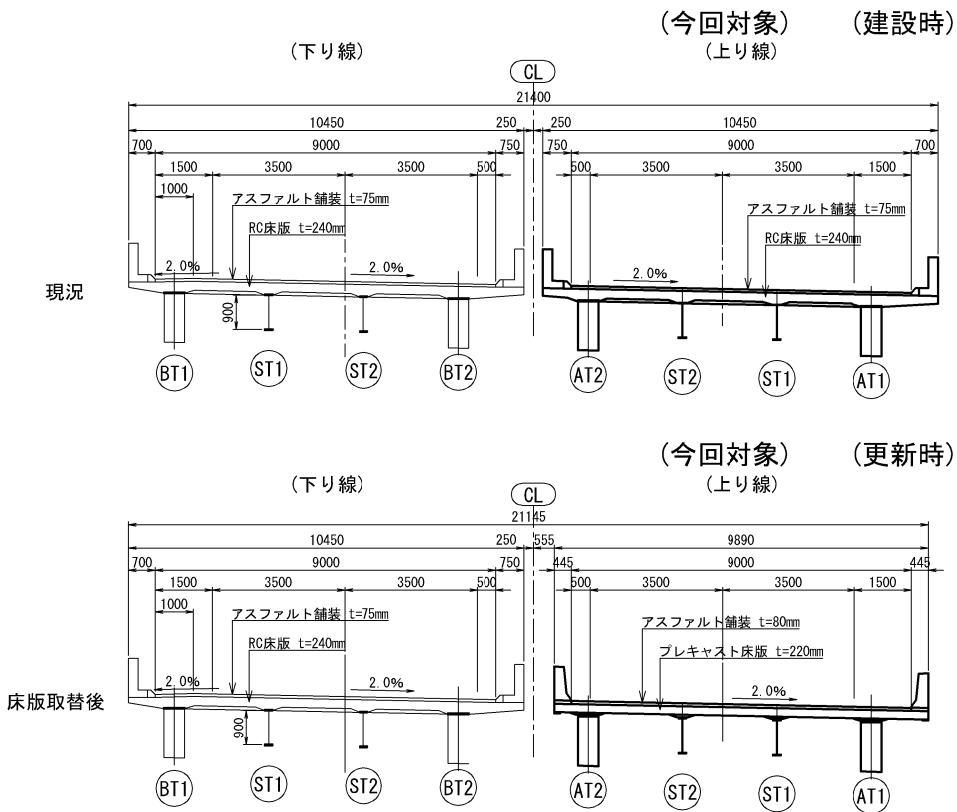 (今回対象) (建設時)
(下り線) (上り線)
CL
21400
10450 250 250 10450
700 9000 750 750 9000 700
1500 3500 3500 500 500 3500 3500 1500
1000
アスファルト舗装 t=75mm
アスファルト舗装 t=75mm
RC床版 t=240mm
RC床版 t=240mm
2.0% 2.0% 2.0%
現況
900
BT1 ST1 ST2 BT2 AT2 ST2 ST1 AT1
(今回対象) (更新時)
(下り線) (上り線)
CL
21145
10450 250 555 9890
700 9000 750 445 9000 445
1500 3500 3500 500 500 3500 3500 1500
1000
アスファルト舗装 t=75mm
アスファルト舗装 t=80mm
RC床版 t=240mm
プレキャスト床版 t=220mm
2.0% 2.0% 2.0%
床版取替後
900
BT1 ST1 ST2 BT2 AT2 ST2 ST1 AT1